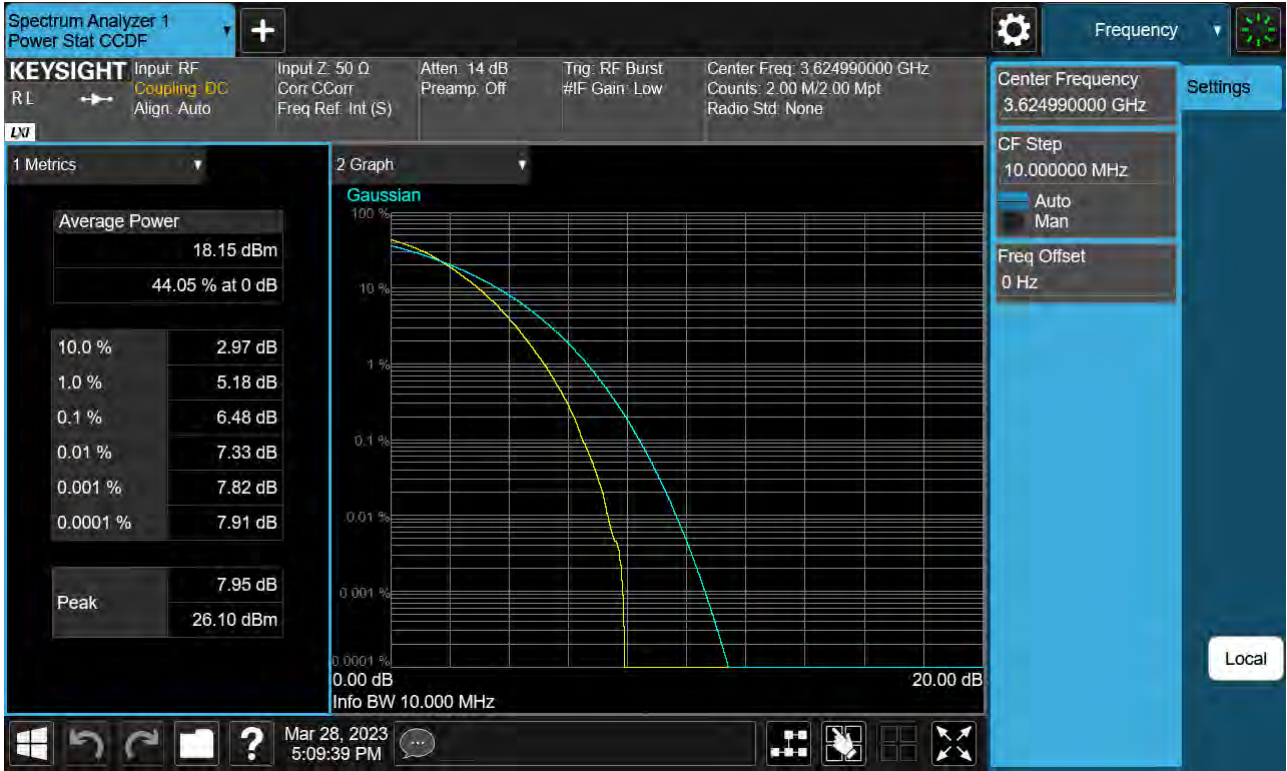 Spectrum Analyzer 1
Power Stat CCDF
+
Frequency
KEYSIGHT
R L
LXI
Input: RF
Coupling: DC
Align: Auto
Input Z: 50 Ω
Corr CCorr
Freq Ref: Int (S)
Atten: 14 dB
Preamp: Off
Trig: RF Burst
#IF Gain: Low
Center Freq: 3.624990000 GHz
Counts: 2.00 M/2.00 Mpt
Radio Std: None
1 Metrics
Average Power
18.15 dBm
44.05 % at 0 dB
10.0 % 2.97 dB
1.0 % 5.18 dB
0.1 % 6.48 dB
0.01 % 7.33 dB
0.001 % 7.82 dB
0.0001 % 7.91 dB
Peak
7.95 dB
26.10 dBm
2 Graph
Gaussian
100 %
10 %
1 %
0.1 %
0.01 %
0.001 %
0.0001 %
0.00 dB 20.00 dB
Info BW 10.000 MHz
Center Frequency
3.624990000 GHz
CF Step
10.000000 MHz
Auto
Man
Freq Offset
0 Hz
Settings
Local
?
Mar 28, 2023
5:09:39 PM